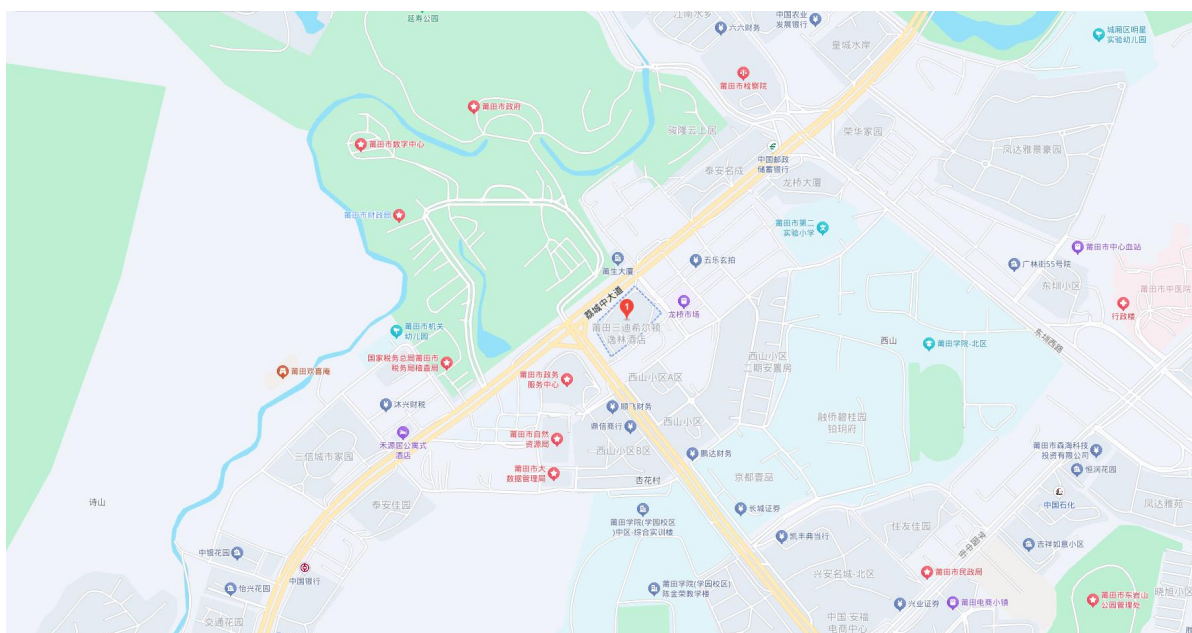 延寿公园
江南水乡
六六财务
中国农业
发展银行
皇城水岸
城厢区明星
实验幼儿园
莆田市检察院
莆田市政府
莆田市数字中心
骏隆云上居
荣华家园
中国邮政
储蓄银行
泰安名成
龙桥大厦
凤达雅景豪园
莆田市财政局
莆田市第二
实验小学
莆田市中心血站
莆生大厦
五乐玄拍
广林街55号院
东圳小区
莆田市中医院
荔城中大道
1
龙桥市场
行政楼
莆田市机关
幼儿园
莆田三迪希尔顿
逸林酒店
东圳西路
西山
莆田学院-北区
国家税务总局莆田市
税务局稽查局
西山小区
二期安置房
莆田欢喜庵
莆田市政务
服务中心
西山小区A区
沐兴财税
顺飞财务
鼎信商行
西山小区
融侨碧桂园
铂玥府
禾源居公寓式
酒店
莆田市自然
资源局
西山小区B区
鹏达财务
莆田市森海科技
投资有限公司
三信城市家园
莆田市大
数据管理局
杏花村
京都壹品
恒润花园
诗山
泰安佳园
长城证券
中国石化
凤达雅苑
莆田学院(学园校区
)中区-综合实训楼
住友佳园
学园中街
中银花园
凯丰典当行
吉祥如意小区
中国银行
兴安名城-北区
莆田市民政局
怡兴花园
莆田学院(学园校区)
陈金荣教学楼
兴业证券
莆田电商小镇
莆田市东岩山
公园管理处
晓旭小区
交通花园
中国·安福
电商中心